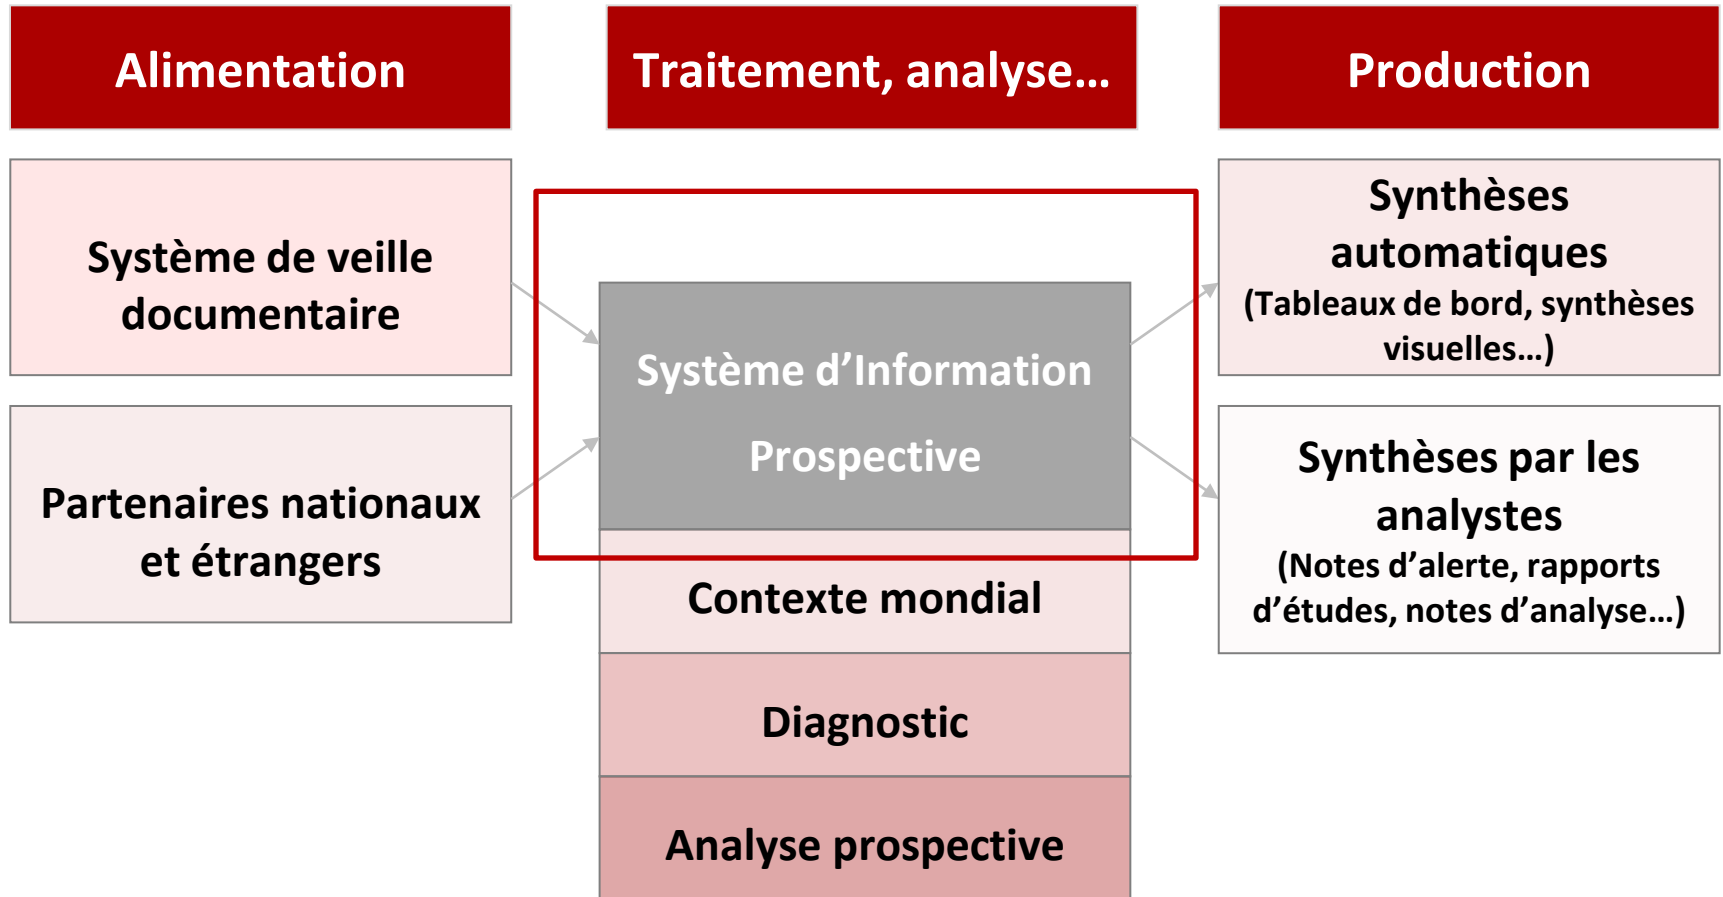 Alimentation
Traitement, analyse…
Production
Système de veille
documentaire
Partenaires nationaux
et étrangers
Système d’Information
Prospective
Contexte mondial
Diagnostic
Analyse prospective
Synthèses
automatiques
(Tableaux de bord, synthèses
visuelles…)
Synthèses par les
analystes
(Notes d’alerte, rapports
d’études, notes d’analyse…)